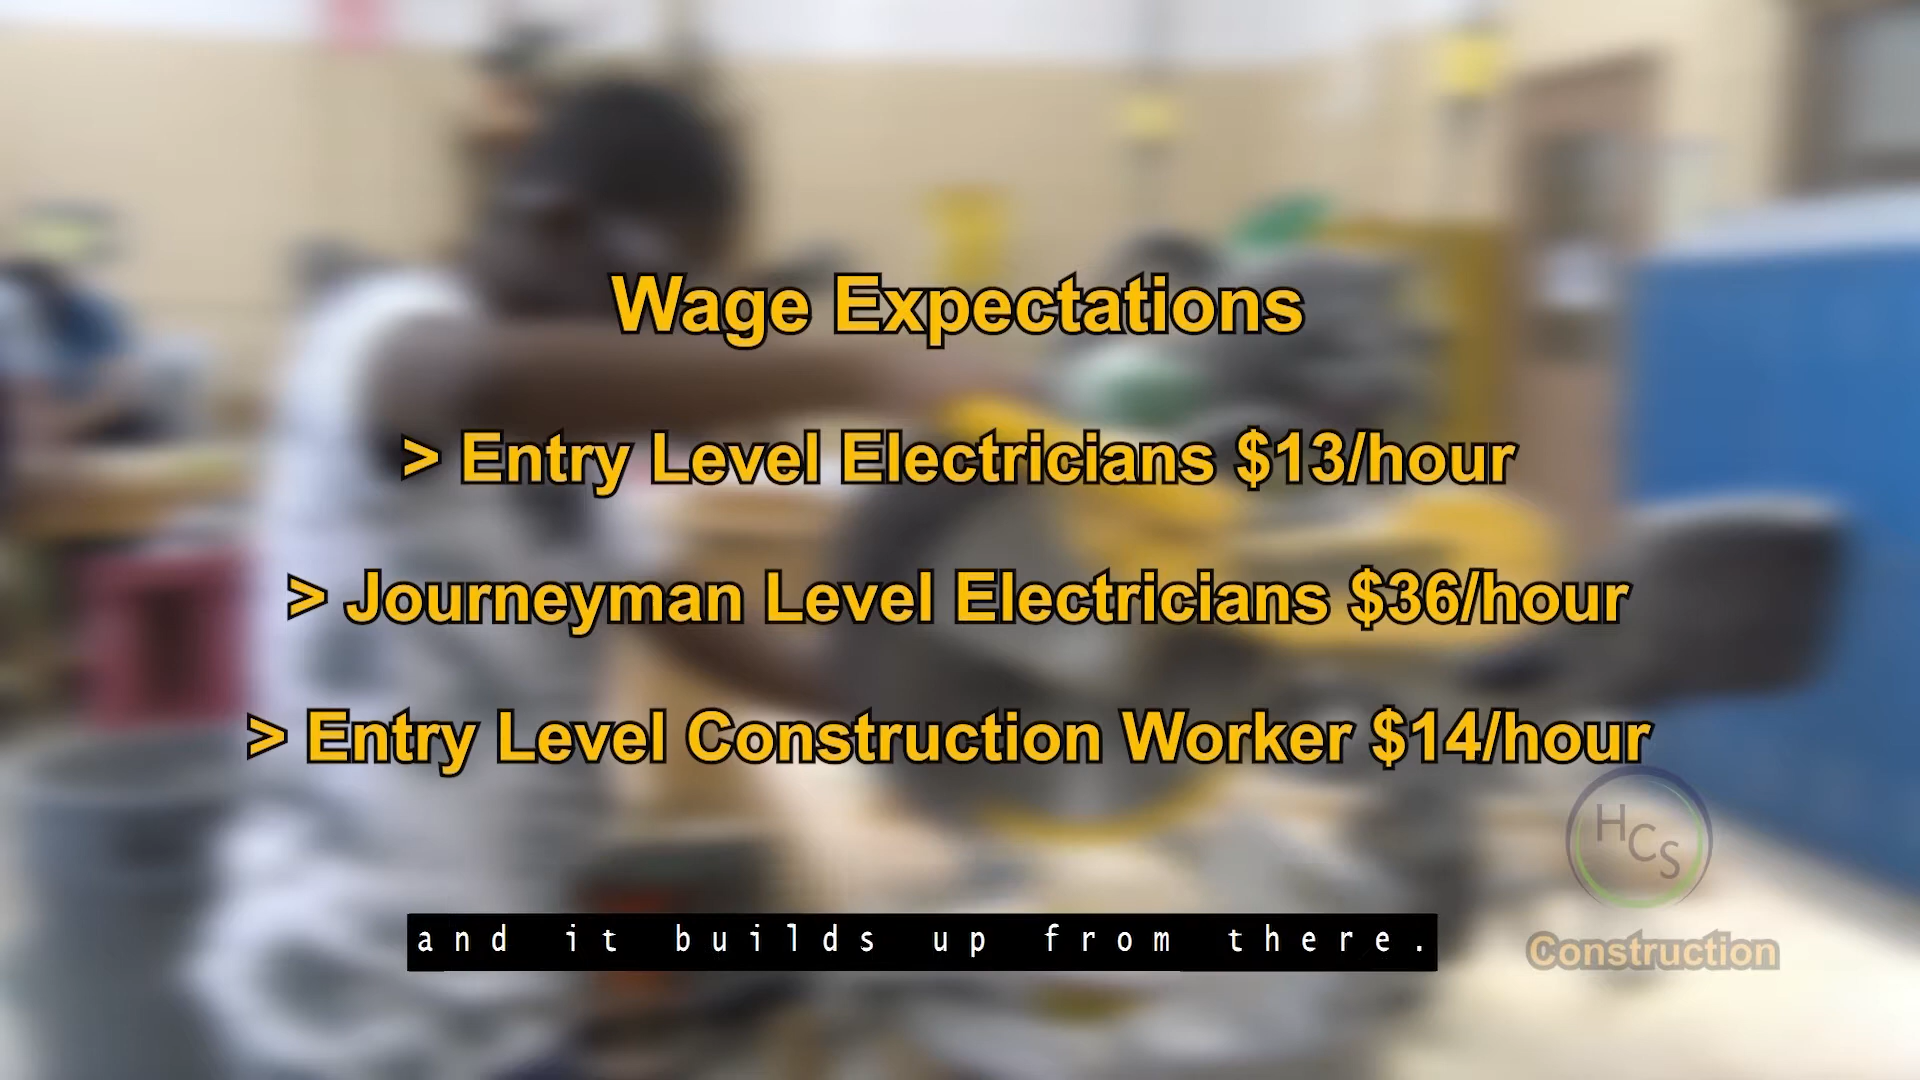 Wage Expectations
> Entry Level Electricians $13/hour
> Journeyman Level Electricians $36/hour
> Entry Level Construction Worker $14/hour
HCS
and it builds up from there.
Construction